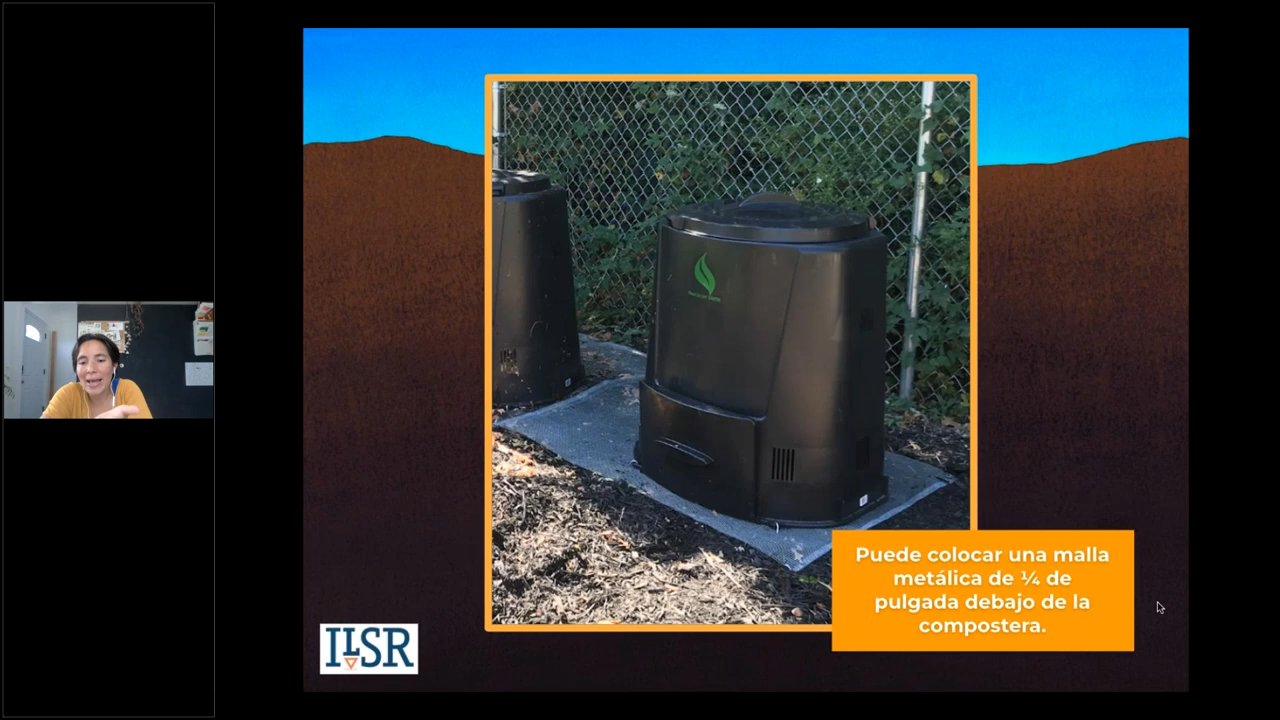 Puede colocar una malla
metálica de ¼ de
pulgada debajo de la
compostera.
ILSR